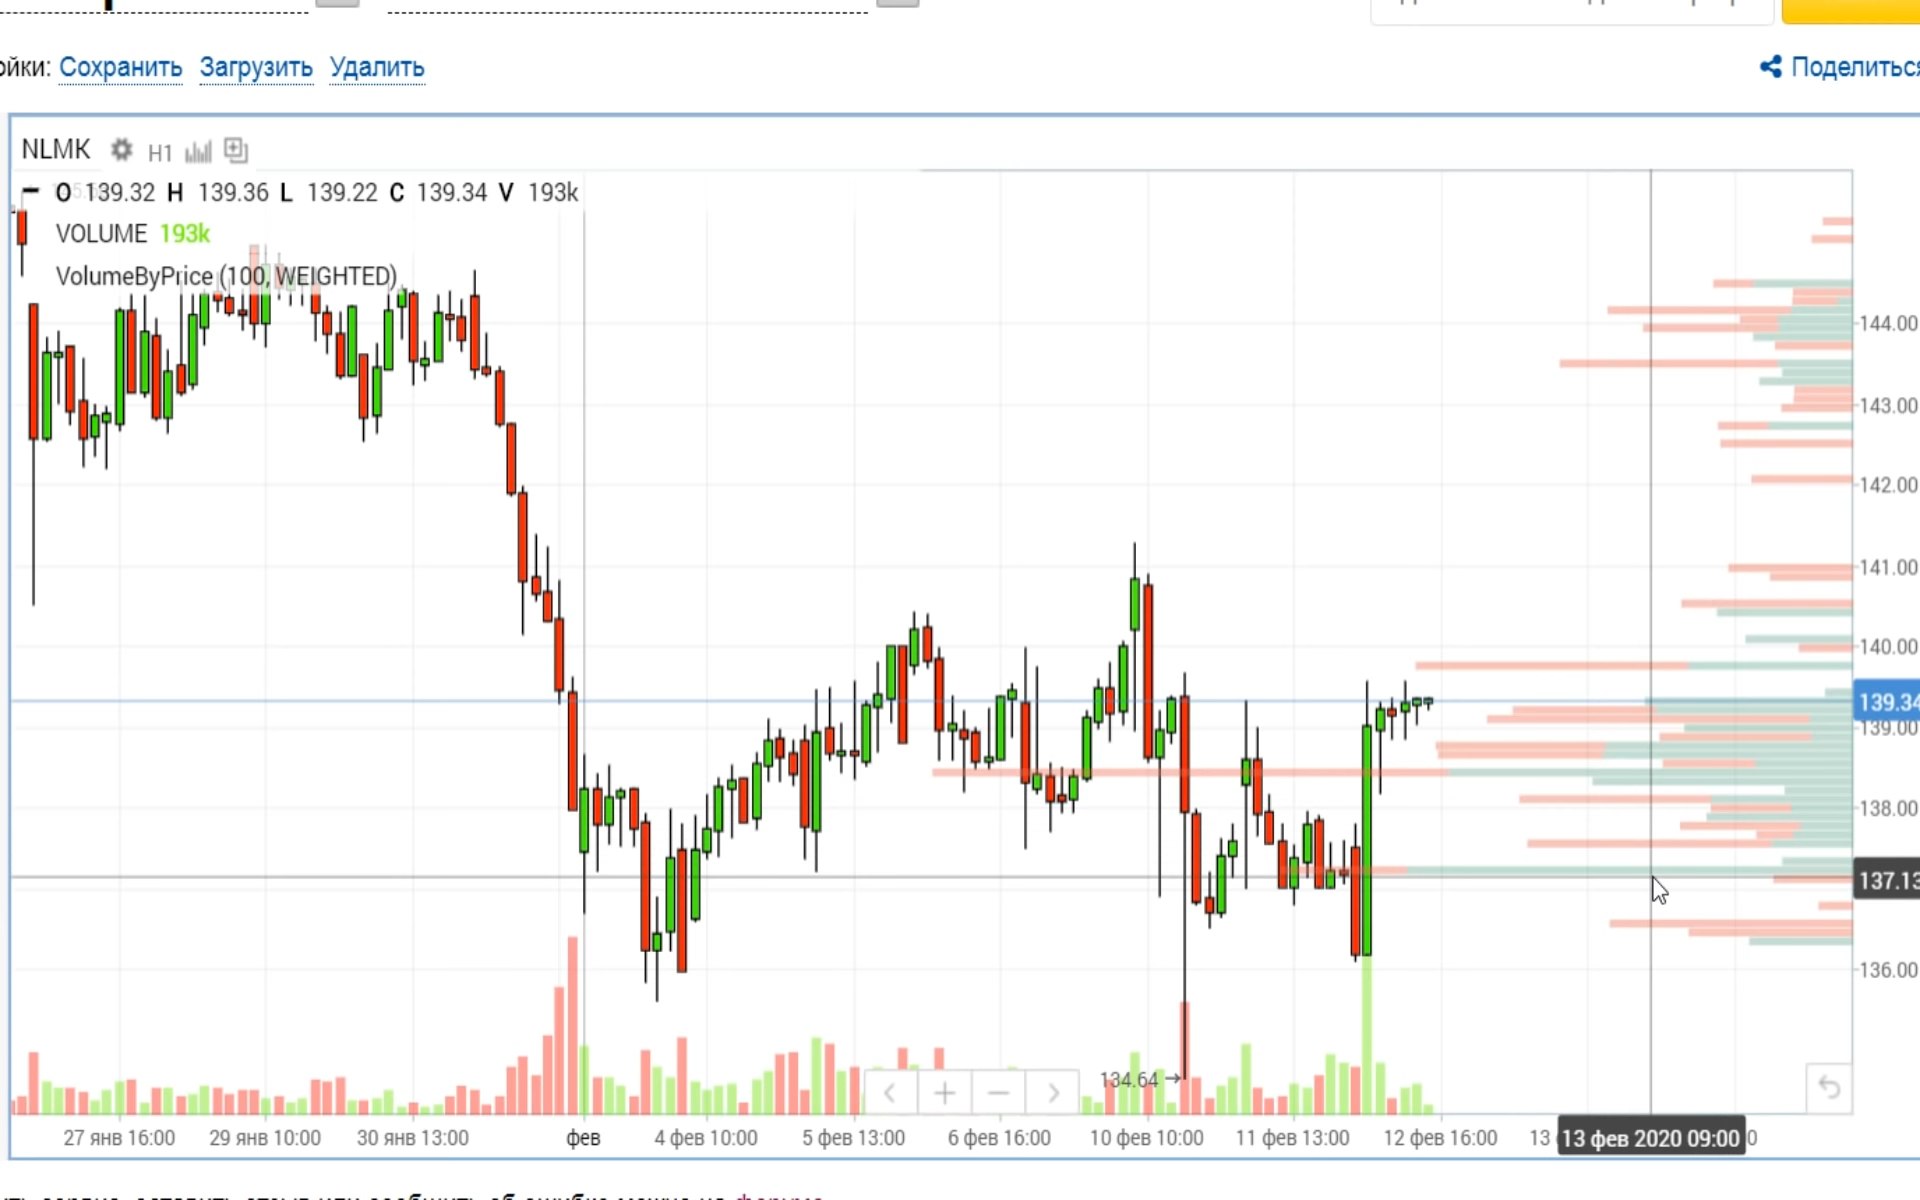 Сохранить Загрузить Удалить
Поделиться
NLMK H1
O 139.32 H 139.36 L 139.22 C 139.34 V 193k
VOLUME 193k
VolumeByPrice (100, WEIGHTED)
144.00
143.00
142.00
141.00
140.00
139.34
139.00
138.00
137.13
136.00
134.64
27 янв 16:00 29 янв 10:00 30 янв 13:00 фев 4 фев 10:00 5 фев 13:00 6 фев 16:00 10 фев 10:00 11 фев 13:00 12 фев 16:00 13 13 фев 2020 09:00 0